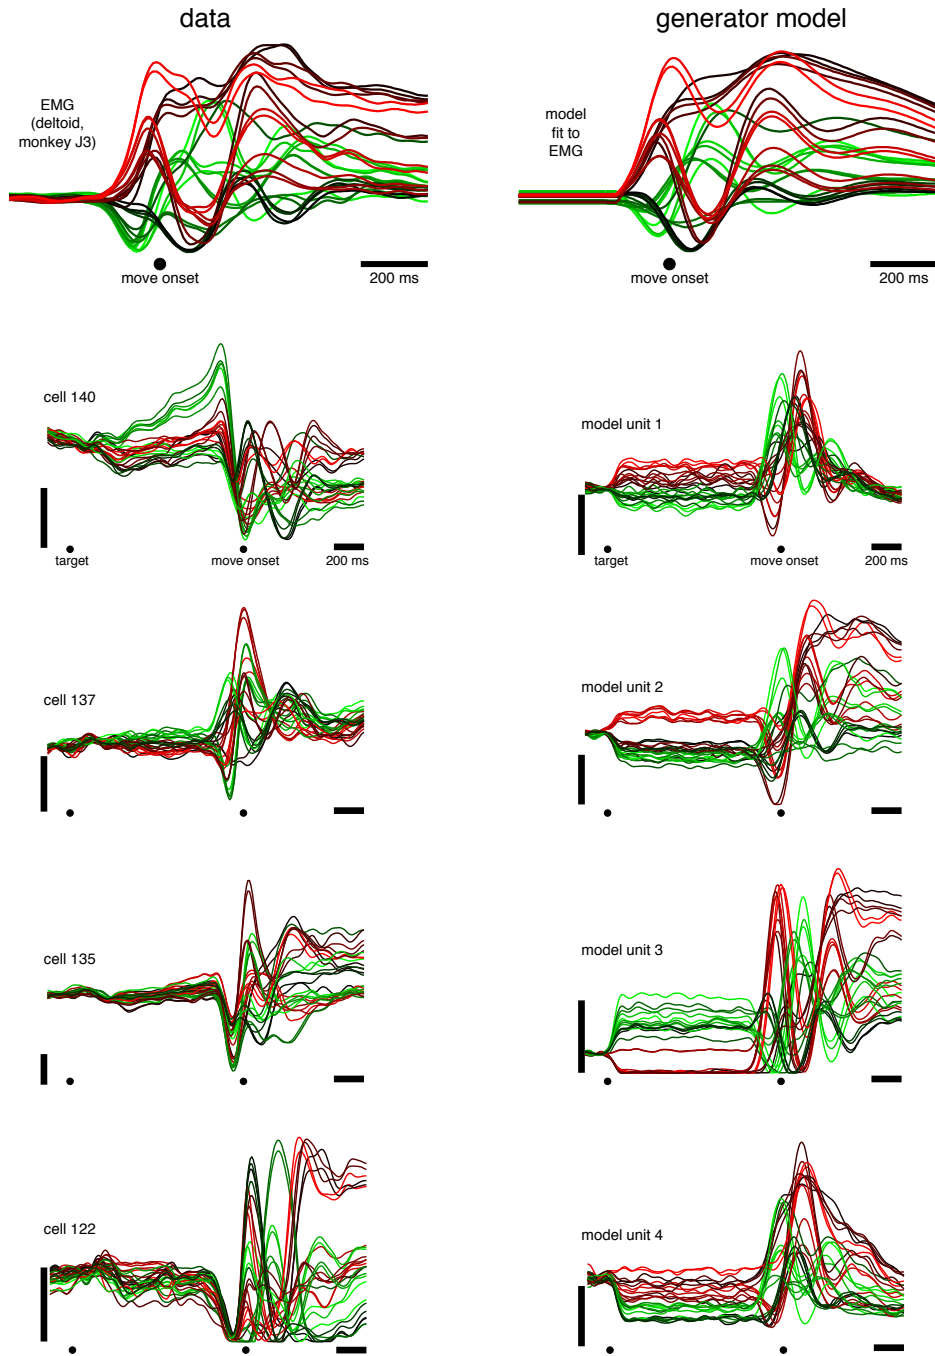 data
generator model
EMG
(deltoid,
monkey J3)
model
fit to
EMG
move onset
200 ms
move onset
200 ms
cell 140
target
move onset
200 ms
model unit 1
target
move onset
200 ms
cell 137
model unit 2
cell 135
model unit 3
cell 122
model unit 4